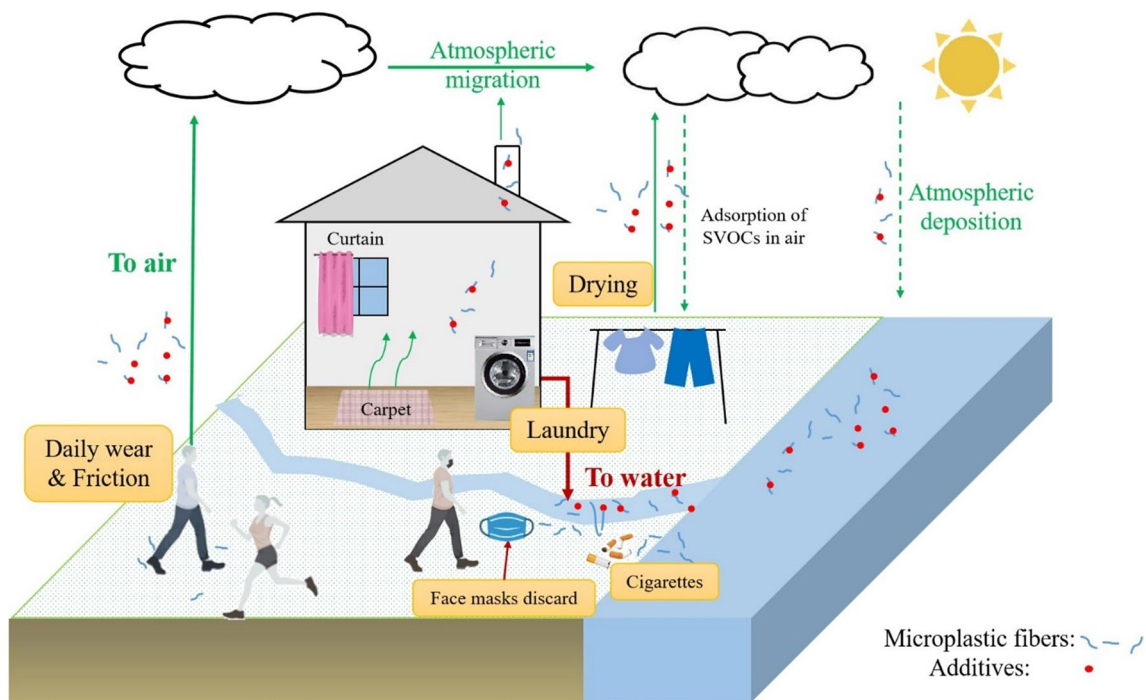 Atmospheric
migration
Adsorption of
SVOCs in air
Atmospheric
deposition
Curtain
To air
Drying
Carpet
Laundry
Daily wear
& Friction
To water
Face masks discard
Cigarettes
Microplastic fibers:
Additives: